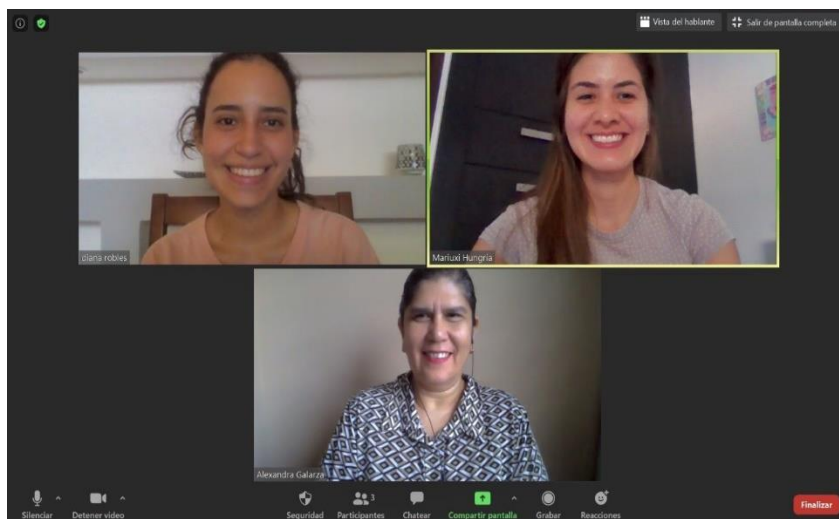 Vista del hablante
Salir de pantalla completa
diana robles
Mariuxi Hungría
Alexandra Galarza
Silenciar
Detener video
Seguridad
Participantes
3
Chatear
Compartir pantalla
Grabar
Reacciones
Finalizar